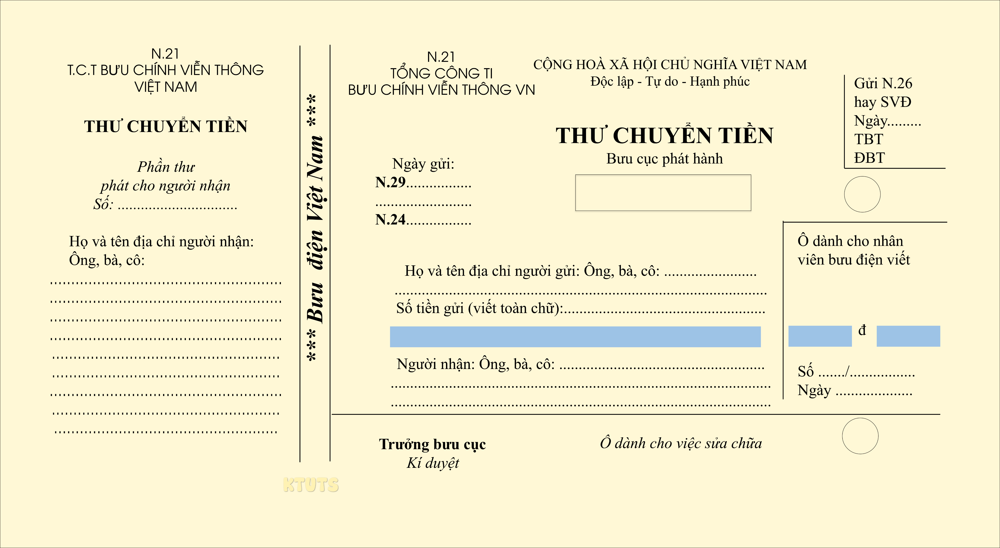 N.21
T.C.T BƯU CHÍNH VIỄN THÔNG
VIỆT NAM
THƯ CHUYỂN TIỀN
Phần thư
phát cho người nhận
Số: ...............................
Họ và tên địa chỉ người nhận:
Ông, bà, cô:
..................................................................
..................................................................
..................................................................
..................................................................
.................................................................
.................................................................
..................................................................
.................................................................
................................................................
*** Bưu điện Việt Nam ***
N.21
TỔNG CÔNG TI
BƯU CHÍNH VIỄN THÔNG VN
CỘNG HOÀ XÃ HỘI CHỦ NGHĨA VIỆT NAM
Độc lập - Tự do - Hạnh phúc
Gửi N.26
hay SVĐ
Ngày.........
TBT
ĐBT
THƯ CHUYỂN TIỀN
Bưu cục phát hành
Ngày gửi:
N.29.................
.........................
N.24.................
Họ và tên địa chỉ người gửi: Ông, bà, cô: ........................
................................................................................................
Số tiền gửi (viết toàn chữ):....................................................
Người nhận: Ông, bà, cô: .....................................................
..................................................................................................
..................................................................................................
Ô dành cho nhân
viên bưu điện viết
đ
Số ......./.................
Ngày ....................
Trưởng bưu cục
Kí duyệt
Ô dành cho việc sửa chữa
KTUTS